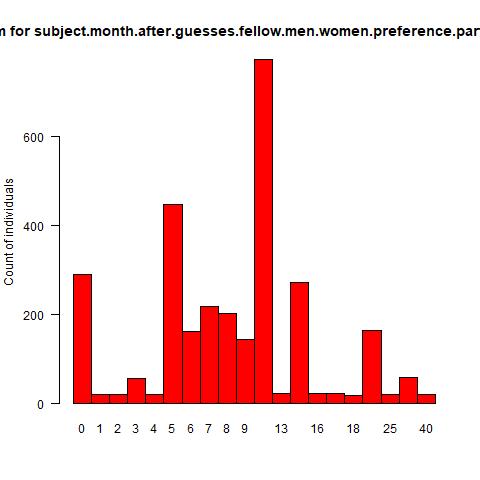 m for subject.month.after.guesses.fellow.men.women.preference.par
Count of individuals
600
400
200
0
0 1 2 3 4 5 6 7 8 9 13 16 18 25 40